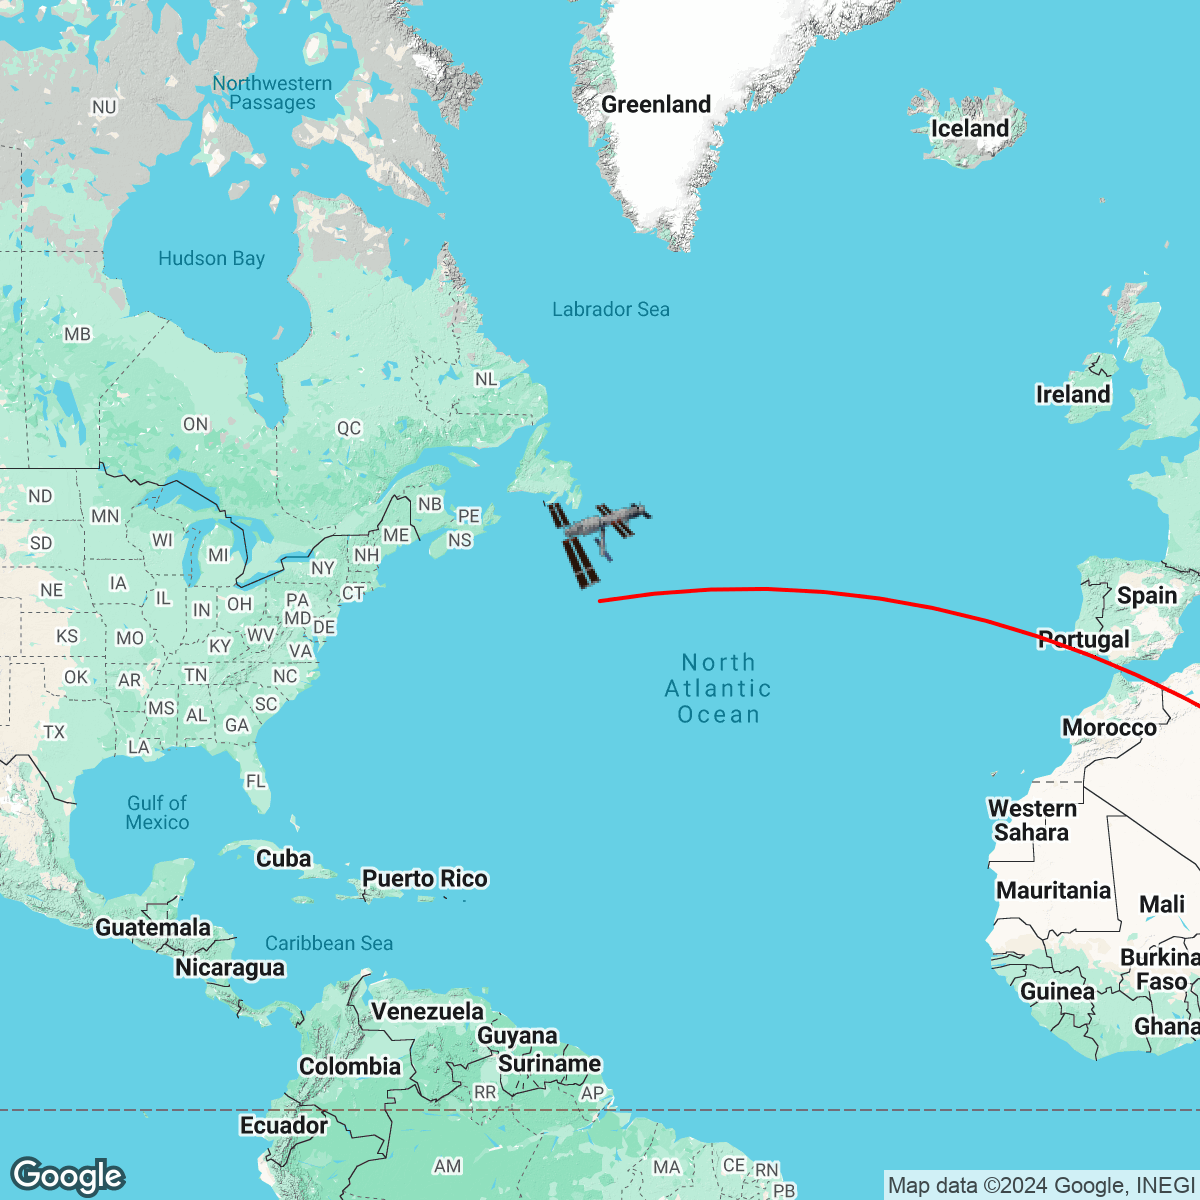 Greenland
Northwestern
Passages
NU
Iceland
Hudson Bay
Labrador Sea
MB
NL
Ireland
ON
QC
ND
MN
NB
PE
SD
WI
MI
ME
NS
NH
NY
NE
IA
IL
IN
OH
PA
CT
MD
DE
Spain
KS
MO
KY
WV
VA
Portugal
OK
AR
TN
NC
North
Atlantic
Ocean
MS
AL
GA
SC
TX
LA
Morocco
FL
Gulf of
Mexico
Western
Sahara
Cuba
Puerto Rico
Mauritania
Mali
Guatemala
Caribbean Sea
Nicaragua
Burkina
Faso
Guinea
Venezuela
Ghana
Guyana
Suriname
Colombia
RR
AP
Ecuador
AM
MA
CE
RN
PB
Google
Map data ©2024 Google, INEGI